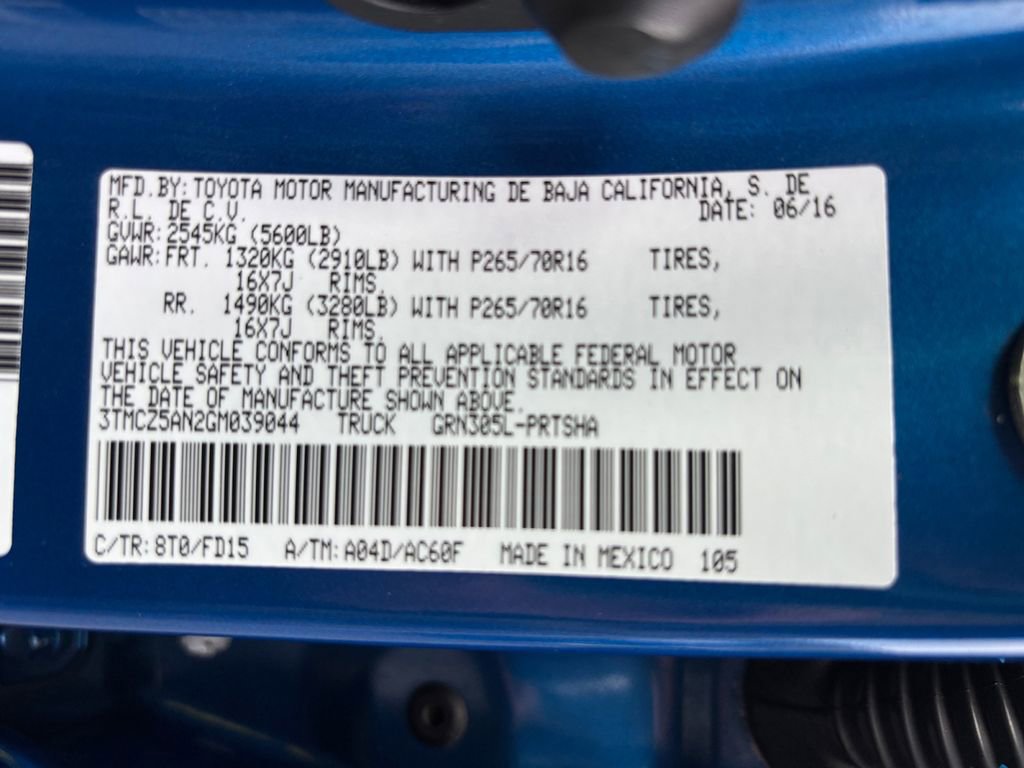 MFD.BY:TOYOTA MOTOR MANUFACTURING DE BAJA CALIFORNIA, S. DE
R.L. DE C.V. DATE: 06/16
GVWR:2545KG (5600LB)
GAWR:FRT. 1320KG (2910LB) WITH P265/70R16 TIRES,
16X7J RIMS,
RR. 1490KG (3280LB) WITH P265/70R16 TIRES,
16X7J RIMS,
THIS VEHICLE CONFORMS TO ALL APPLICABLE FEDERAL MOTOR
VEHICLE SAFETY AND THEFT PREVENTION STANDARDS IN EFFECT ON
THE DATE OF MANUFACTURE SHOWN ABOVE.
3TMCZ5AN2GM039044 TRUCK GRN305L-PRTSHA
C/TR:8T0/FD15 A/TM:A04D/AC60F MADE IN MEXICO 105